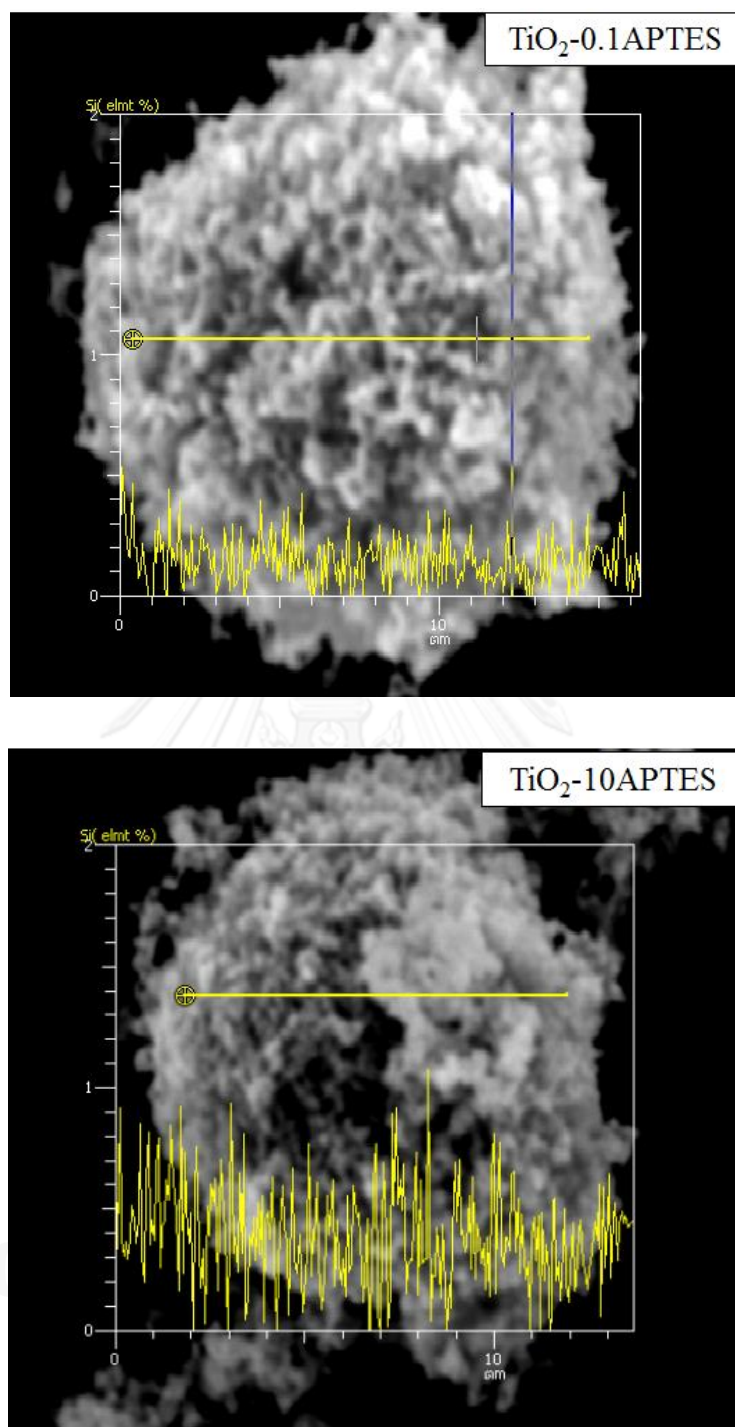 TiO₂-0.1APTES
Si( elmt %)
2
1
0
0
10
µm
TiO₂-10APTES
Si( elmt %)
2
1
0
0
10
µm